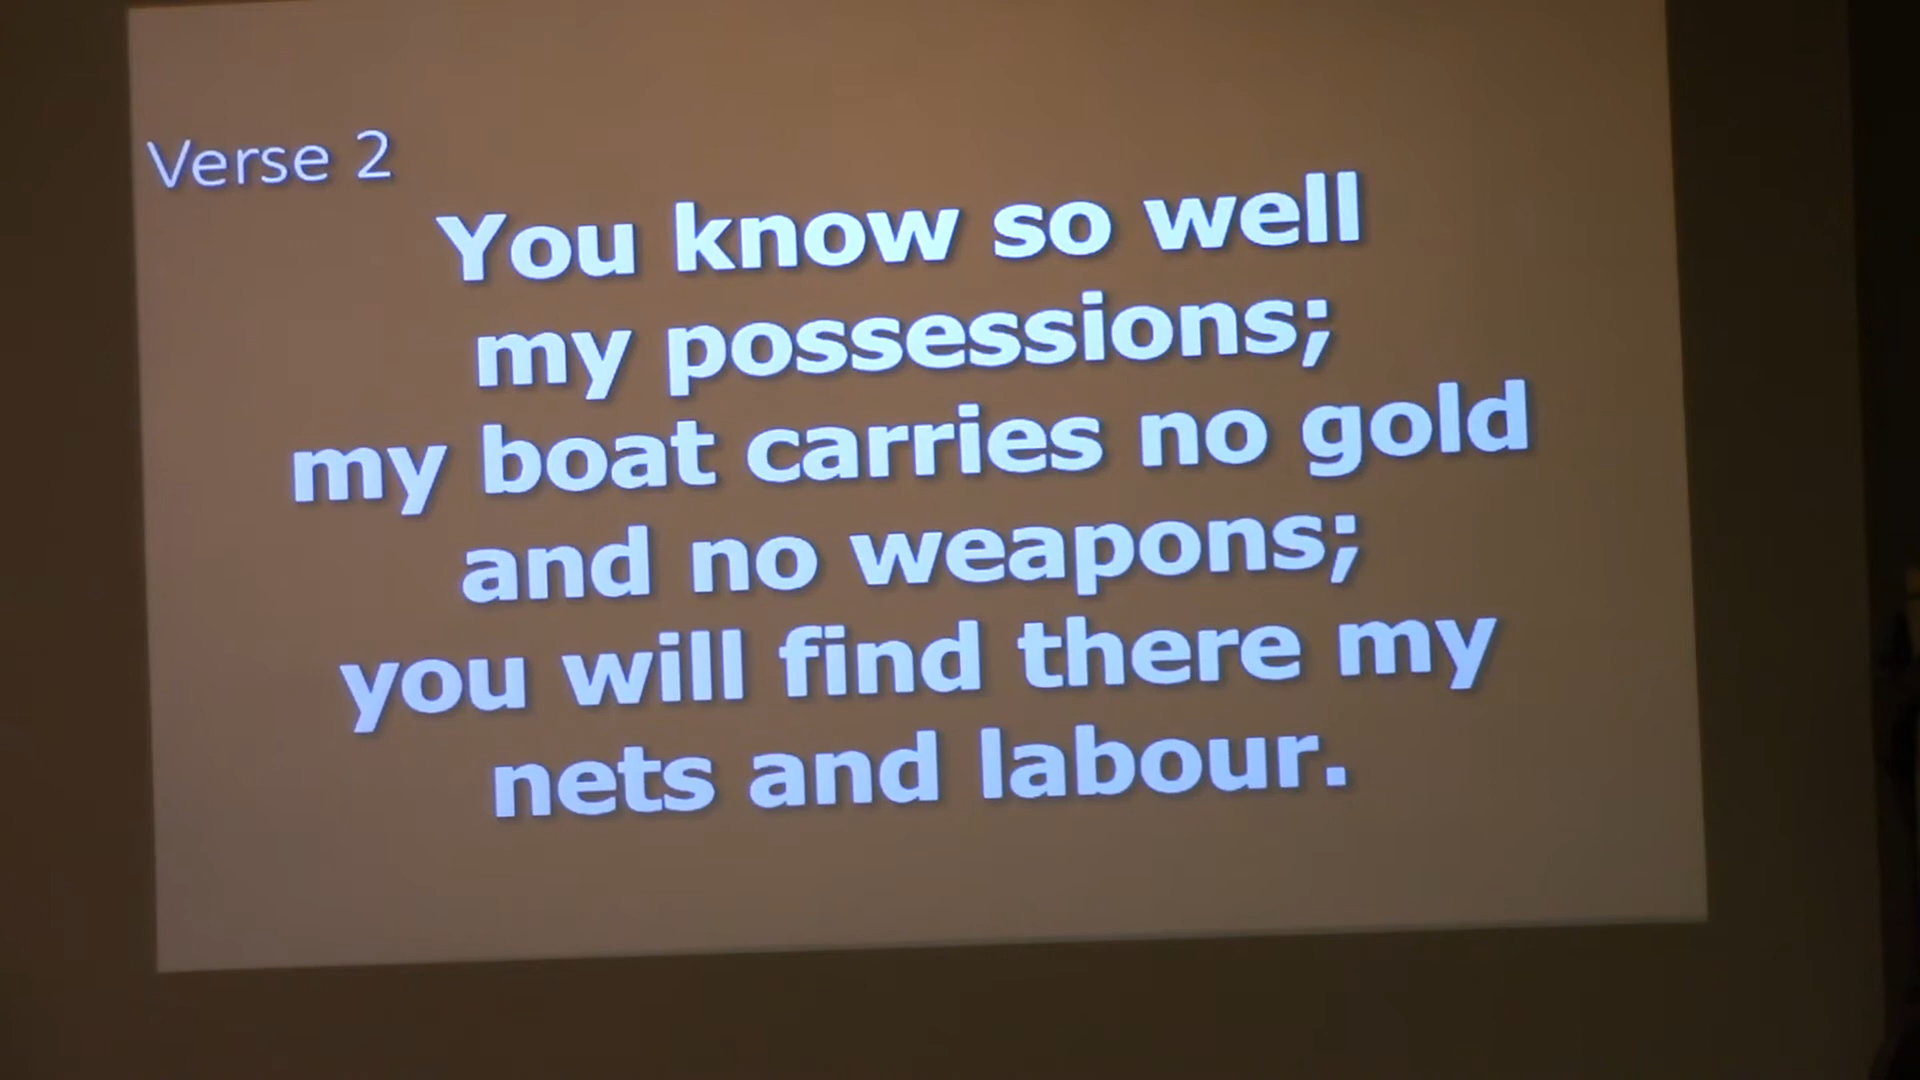 Verse 2
You know so well
my possessions;
my boat carries no gold
and no weapons;
you will find there my
nets and labour.